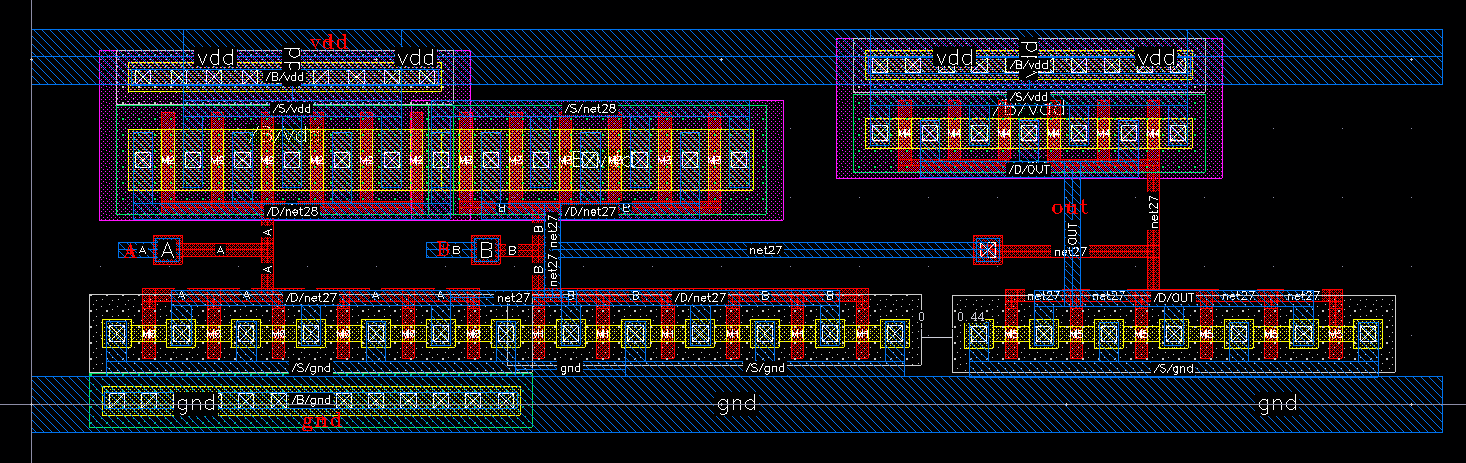 vdd vdd vdd vdd vdd
/B/vdd /B/vdd
/S/vdd /S/net28 /S/vdd
/D/OUT
/D/net28 B /D/net27 B out net27
A B net27 OUT
A A A A B B B net27 net27 net27
A B net27
A A /D/net27 A A net27 B B /D/net27 B B net27 net27 /D/OUT net27 net27
0 0.44
/S/gnd gnd /S/gnd /S/gnd
gnd /B/gnd gnd gnd
gnd